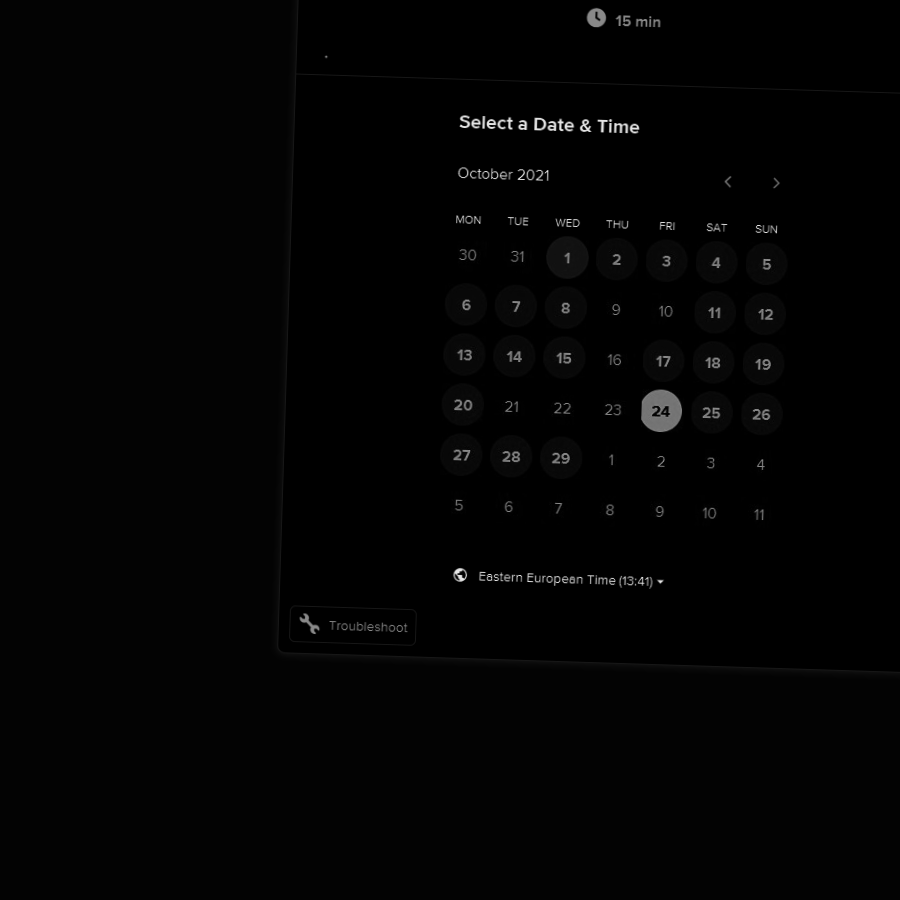 15 min
Select a Date & Time
October 2021
MON TUE WED THU FRI SAT SUN
30 31 1 2 3 4 5
6 7 8 9 10 11 12
13 14 15 16 17 18 19
20 21 22 23 24 25 26
27 28 29 1 2 3 4
5 6 7 8 9 10 11
Eastern European Time (13:41)
Troubleshoot